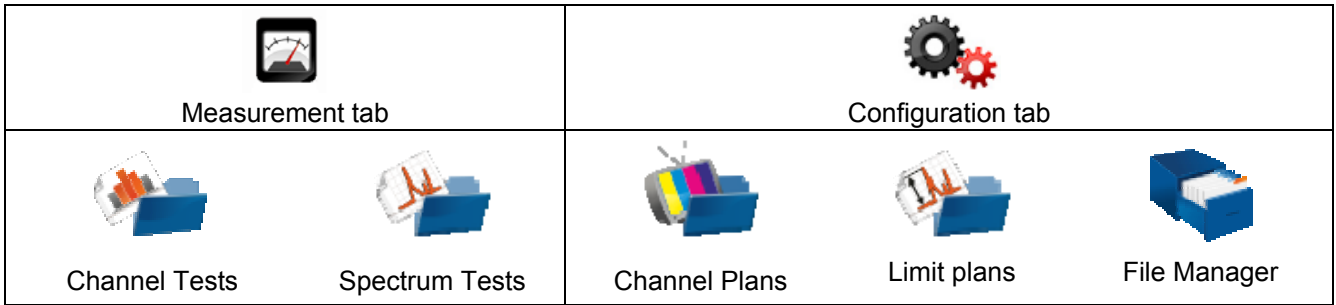 Measurement tab
Configuration tab
Channel Tests
Spectrum Tests
Channel Plans
Limit plans
File Manager